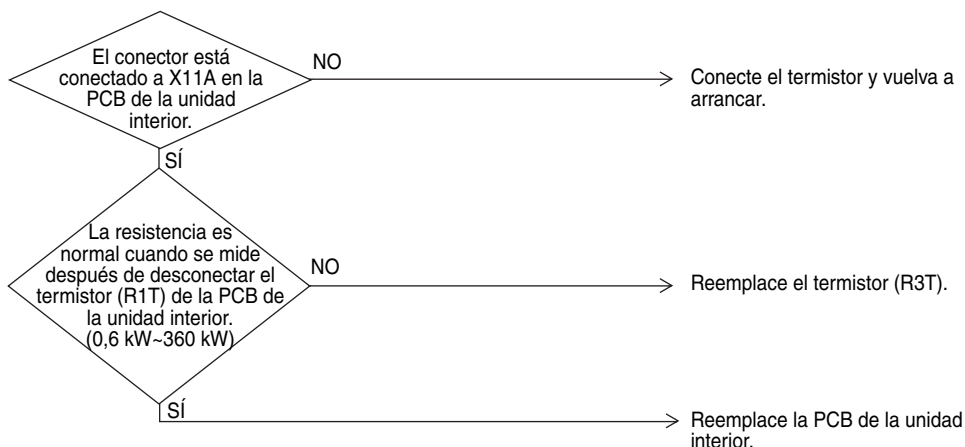 El conector está
conectado a X11A en la
PCB de la unidad
interior.
NO
Conecte el termistor y vuelva a
arrancar.
SÍ
La resistencia es
normal cuando se mide
después de desconectar el
termistor (R1T) de la PCB de
la unidad interior.
(0,6 kW~360 kW)
NO
Reemplace el termistor (R3T).
SÍ
Reemplace la PCB de la unidad
interior.